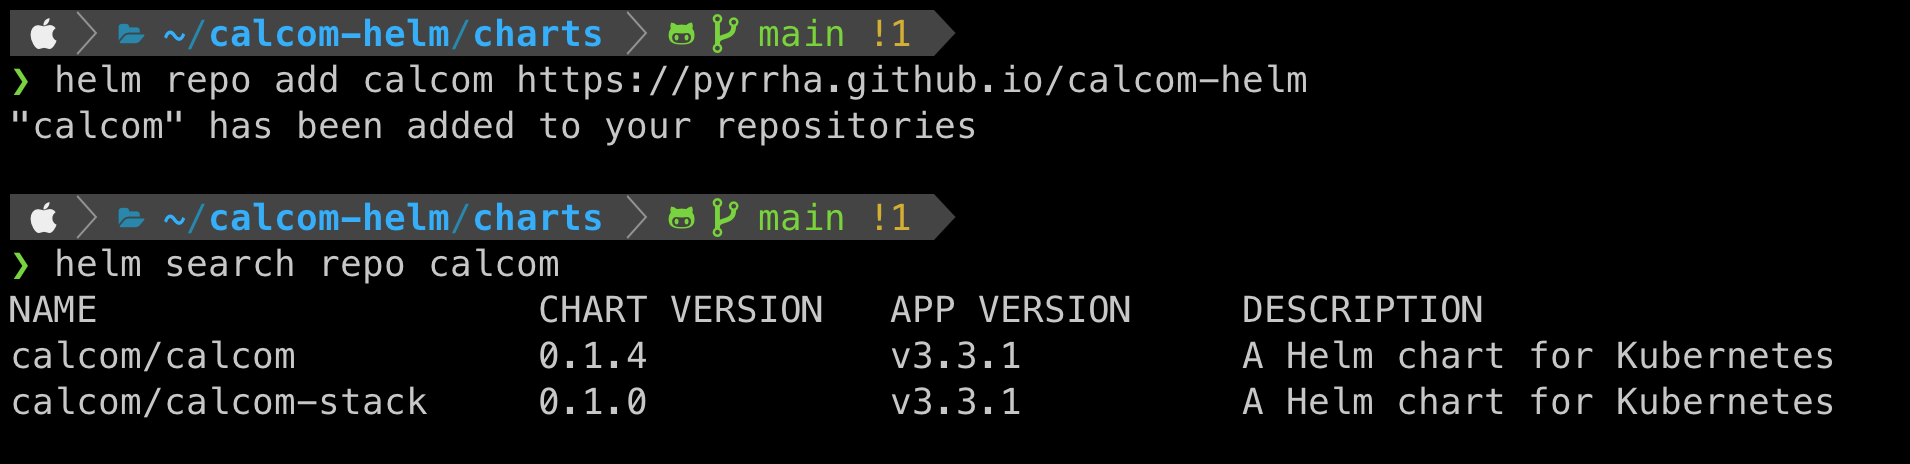 ~/calcom-helm/charts main !1
❯ helm repo add calcom https://pyrrha.github.io/calcom-helm
"calcom" has been added to your repositories
~/calcom-helm/charts main !1
❯ helm search repo calcom
NAME CHART VERSION APP VERSION DESCRIPTION
calcom/calcom 0.1.4 v3.3.1 A Helm chart for Kubernetes
calcom/calcom-stack 0.1.0 v3.3.1 A Helm chart for Kubernetes